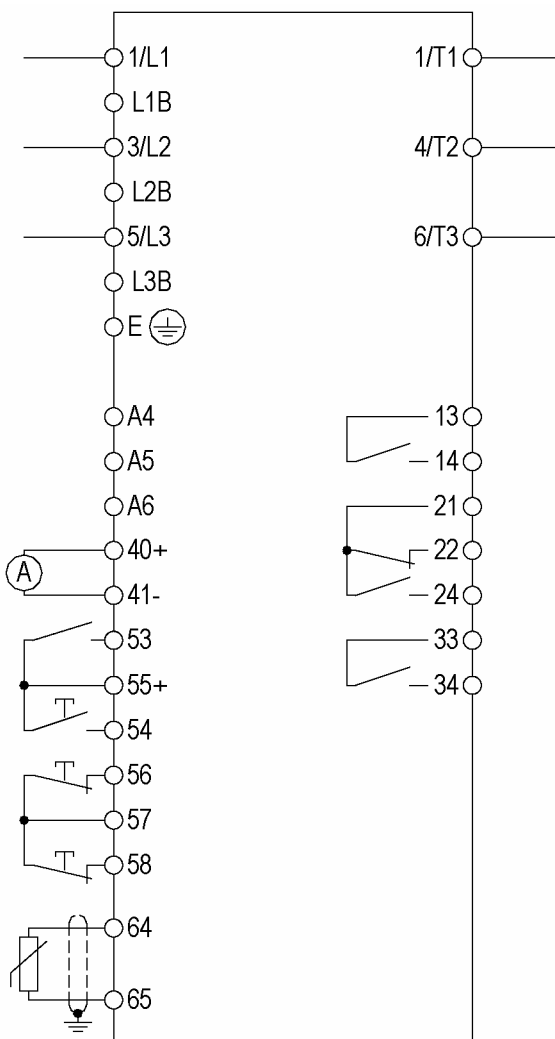 1/L1 1/T1
L1B
3/L2 4/T2
L2B
5/L3 6/T3
L3B
E
A4 13
A5 14
A6 21
40+ 22
A
41- 24
53 33
55+ 34
54
56
57
58
64
65